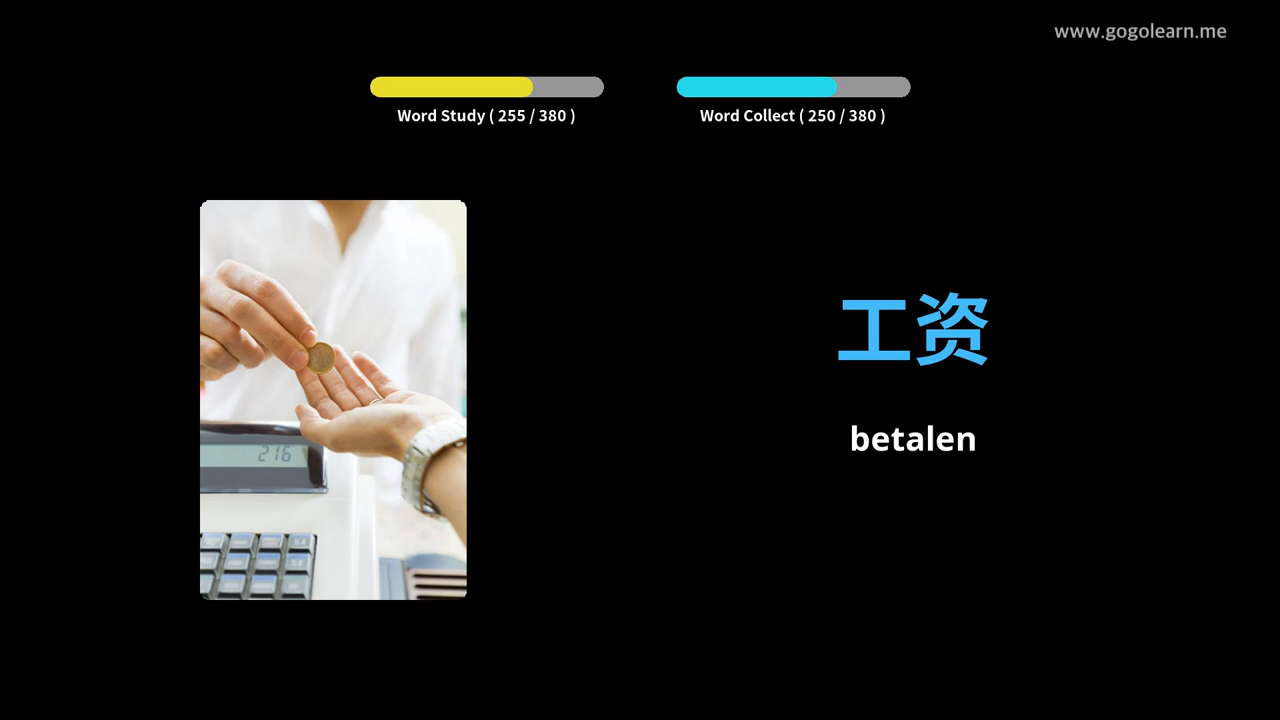 www.gogolearn.me
Word Study ( 255 / 380 )
Word Collect ( 250 / 380 )
工资
betalen
216